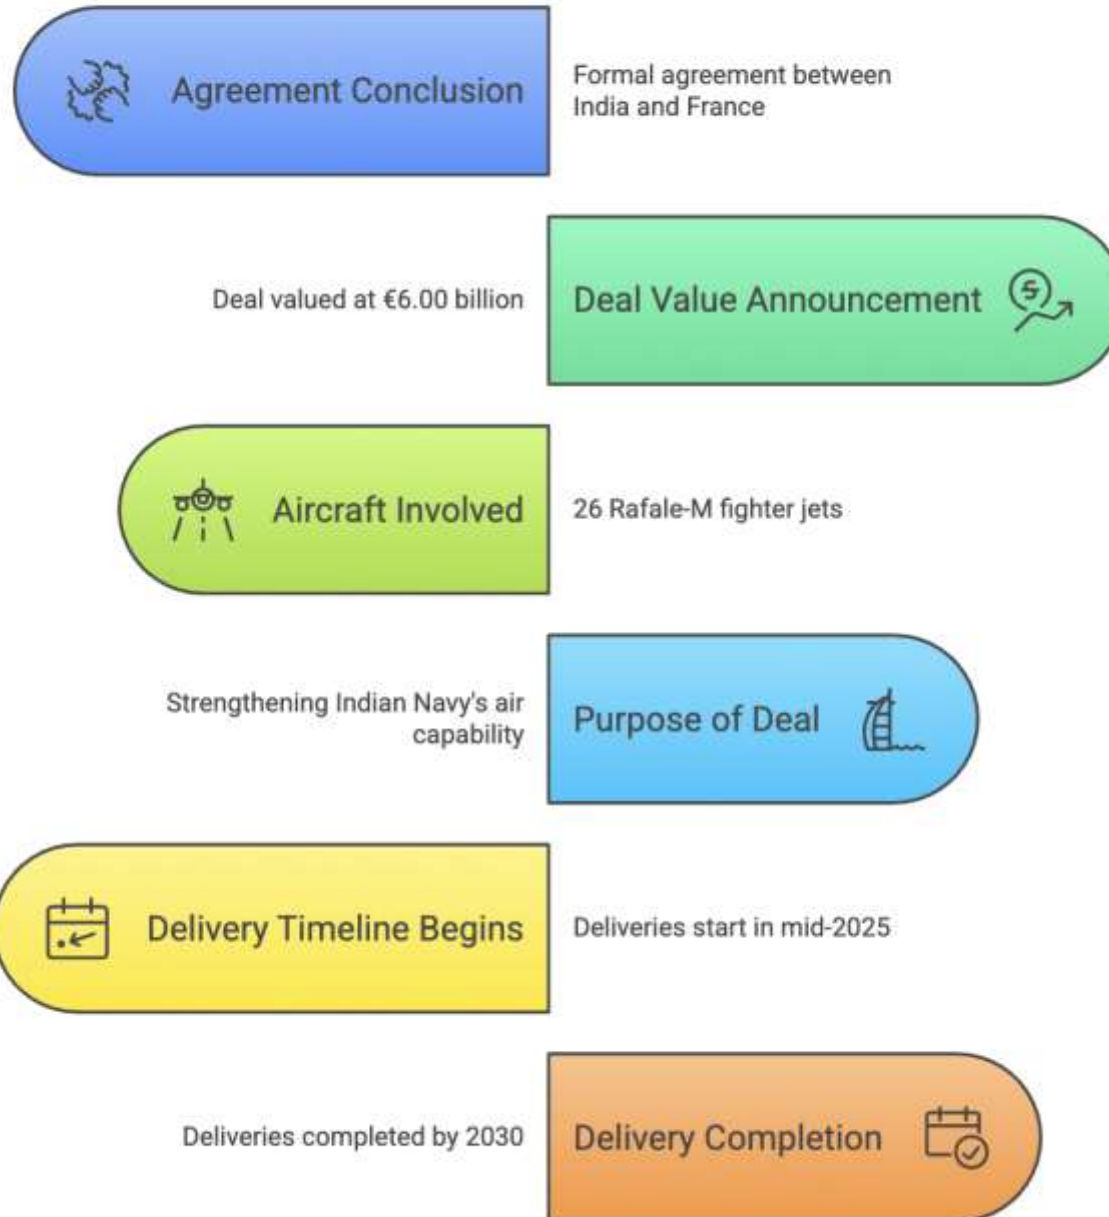 Agreement Conclusion
Formal agreement between
India and France
Deal valued at €6.00 billion
Deal Value Announcement
Aircraft Involved
26 Rafale-M fighter jets
Strengthening Indian Navy's air
capability
Purpose of Deal
Delivery Timeline Begins
Deliveries start in mid-2025
Deliveries completed by 2030
Delivery Completion